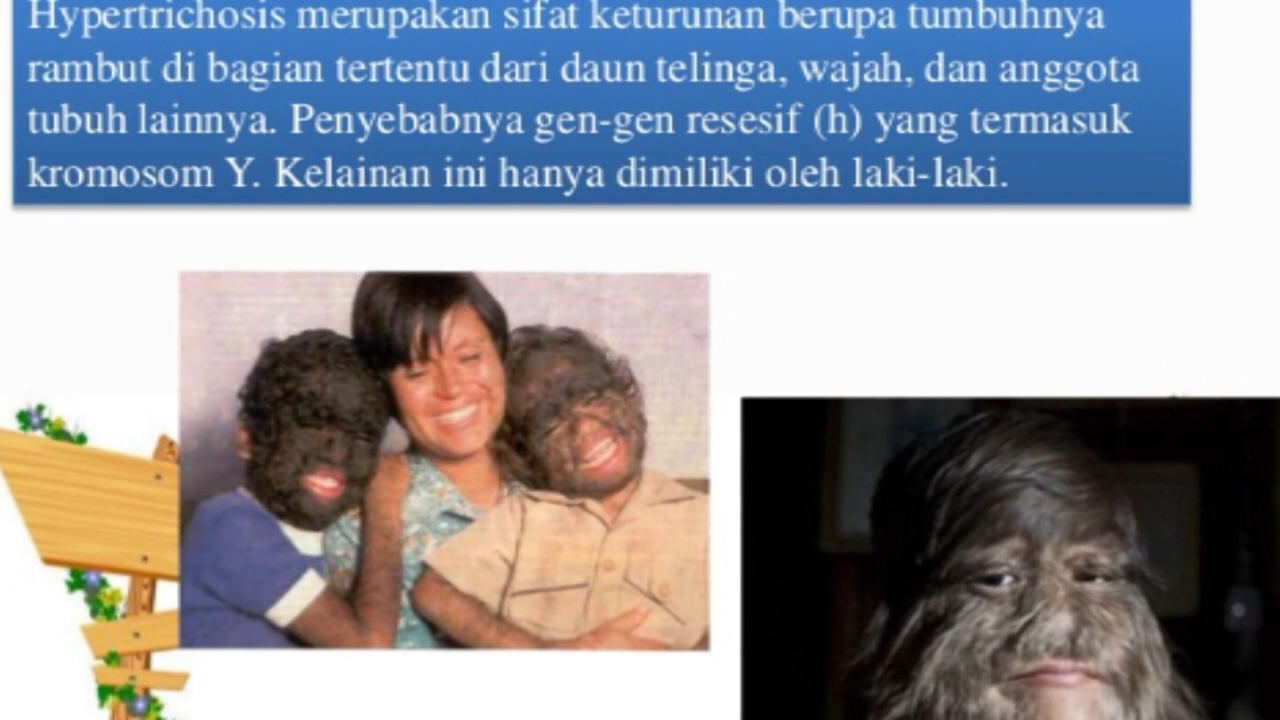 Hypertrichosis merupakan sifat keturunan berupa tumbuhnya
rambut di bagian tertentu dari daun telinga, wajah, dan anggota
tubuh lainnya. Penyebabnya gen-gen resesif (h) yang termasuk
kromosom Y. Kelainan ini hanya dimiliki oleh laki-laki.